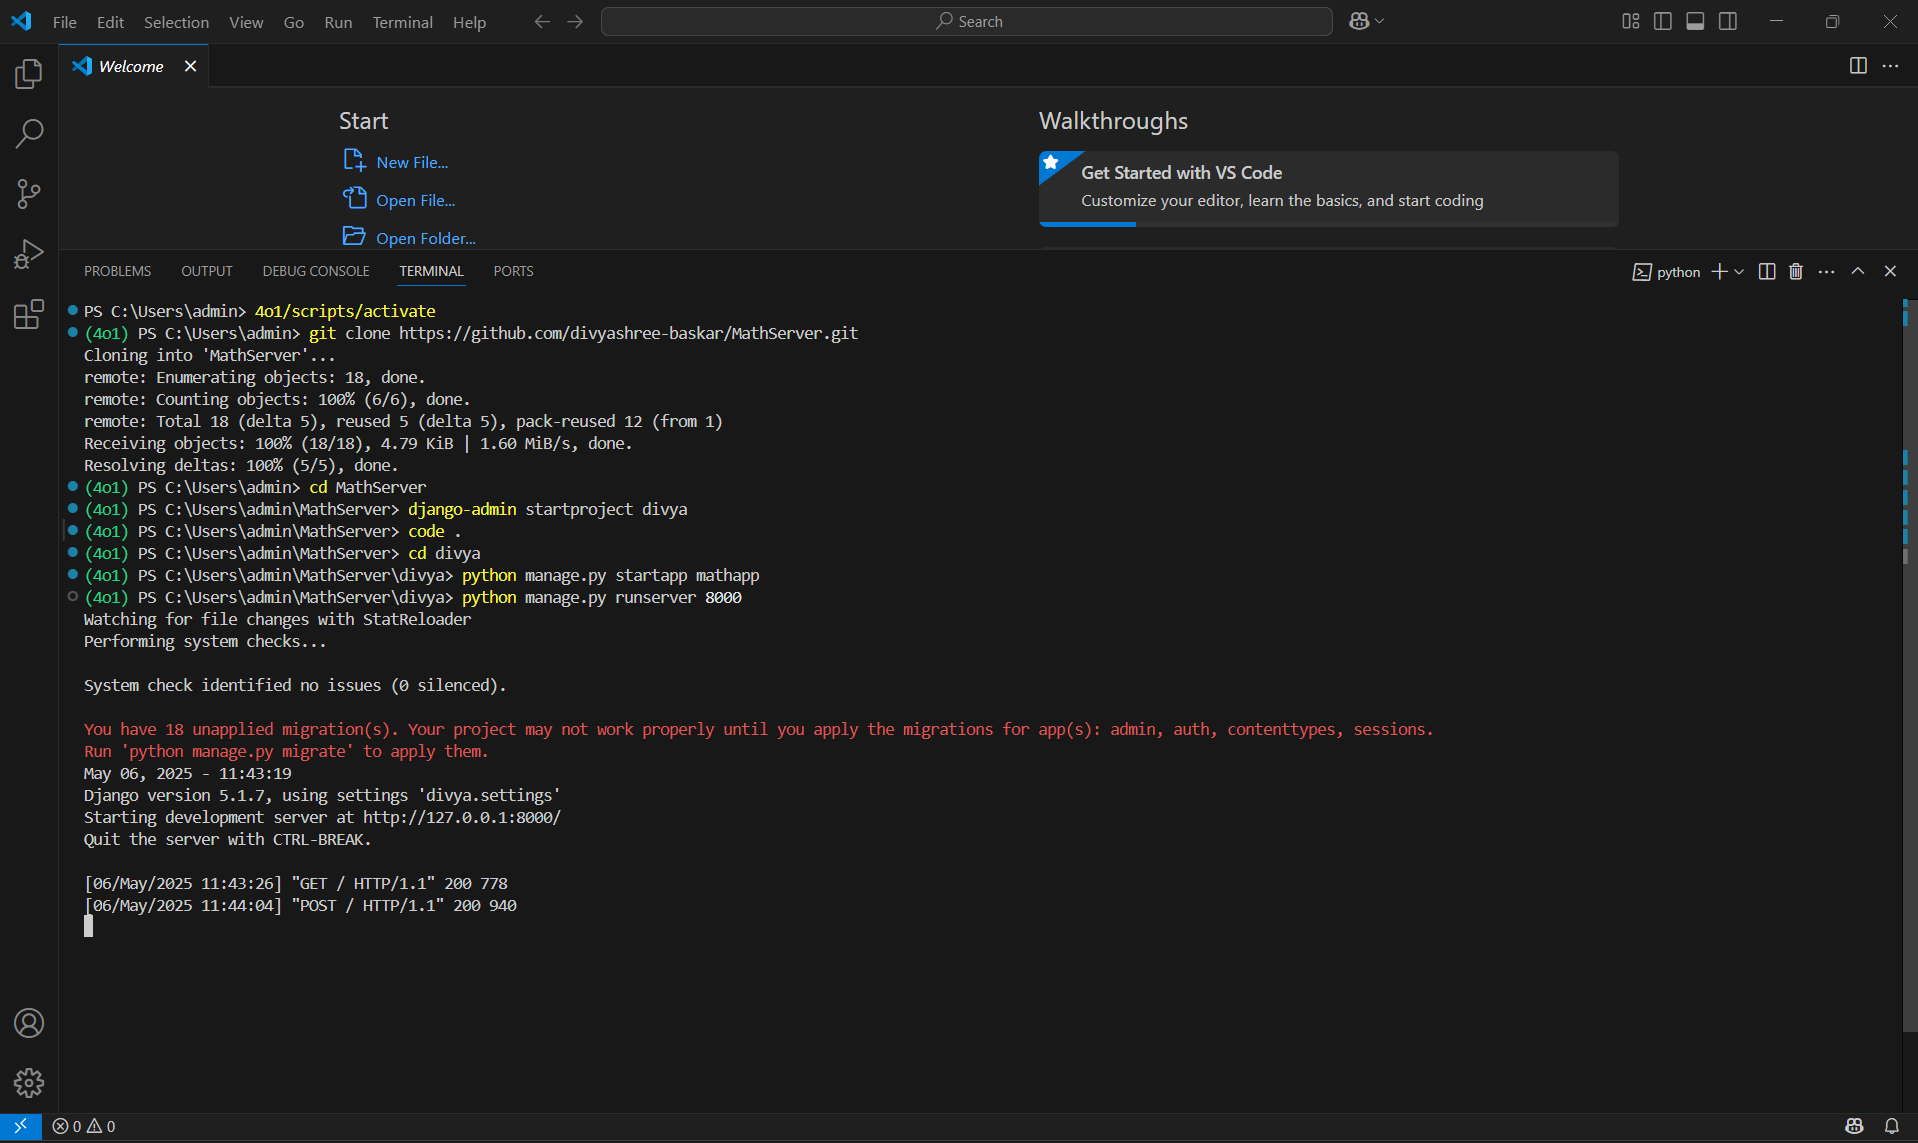 File Edit Selection View Go Run Terminal Help Search
Welcome
Start
New File...
Open File...
Open Folder...
Walkthroughs
Get Started with VS Code
Customize your editor, learn the basics, and start coding
PROBLEMS OUTPUT DEBUG CONSOLE TERMINAL PORTS python
PS C:\Users\admin> 4o1/scripts/activate
(4o1) PS C:\Users\admin> git clone https://github.com/divyashree-baskar/MathServer.git
Cloning into 'MathServer'...
remote: Enumerating objects: 18, done.
remote: Counting objects: 100% (6/6), done.
remote: Total 18 (delta 5), reused 5 (delta 5), pack-reused 12 (from 1)
Receiving objects: 100% (18/18), 4.79 KiB | 1.60 MiB/s, done.
Resolving deltas: 100% (5/5), done.
(4o1) PS C:\Users\admin> cd MathServer
(4o1) PS C:\Users\admin\MathServer> django-admin startproject divya
(4o1) PS C:\Users\admin\MathServer> code .
(4o1) PS C:\Users\admin\MathServer> cd divya
(4o1) PS C:\Users\admin\MathServer\divya> python manage.py startapp mathapp
(4o1) PS C:\Users\admin\MathServer\divya> python manage.py runserver 8000
Watching for file changes with StatReloader
Performing system checks...
System check identified no issues (0 silenced).
You have 18 unapplied migration(s). Your project may not work properly until you apply the migrations for app(s): admin, auth, contenttypes, sessions.
Run 'python manage.py migrate' to apply them.
May 06, 2025 - 11:43:19
Django version 5.1.7, using settings 'divya.settings'
Starting development server at http://127.0.0.1:8000/
Quit the server with CTRL-BREAK.
[06/May/2025 11:43:26] "GET / HTTP/1.1" 200 778
[06/May/2025 11:44:04] "POST / HTTP/1.1" 200 940
0 0